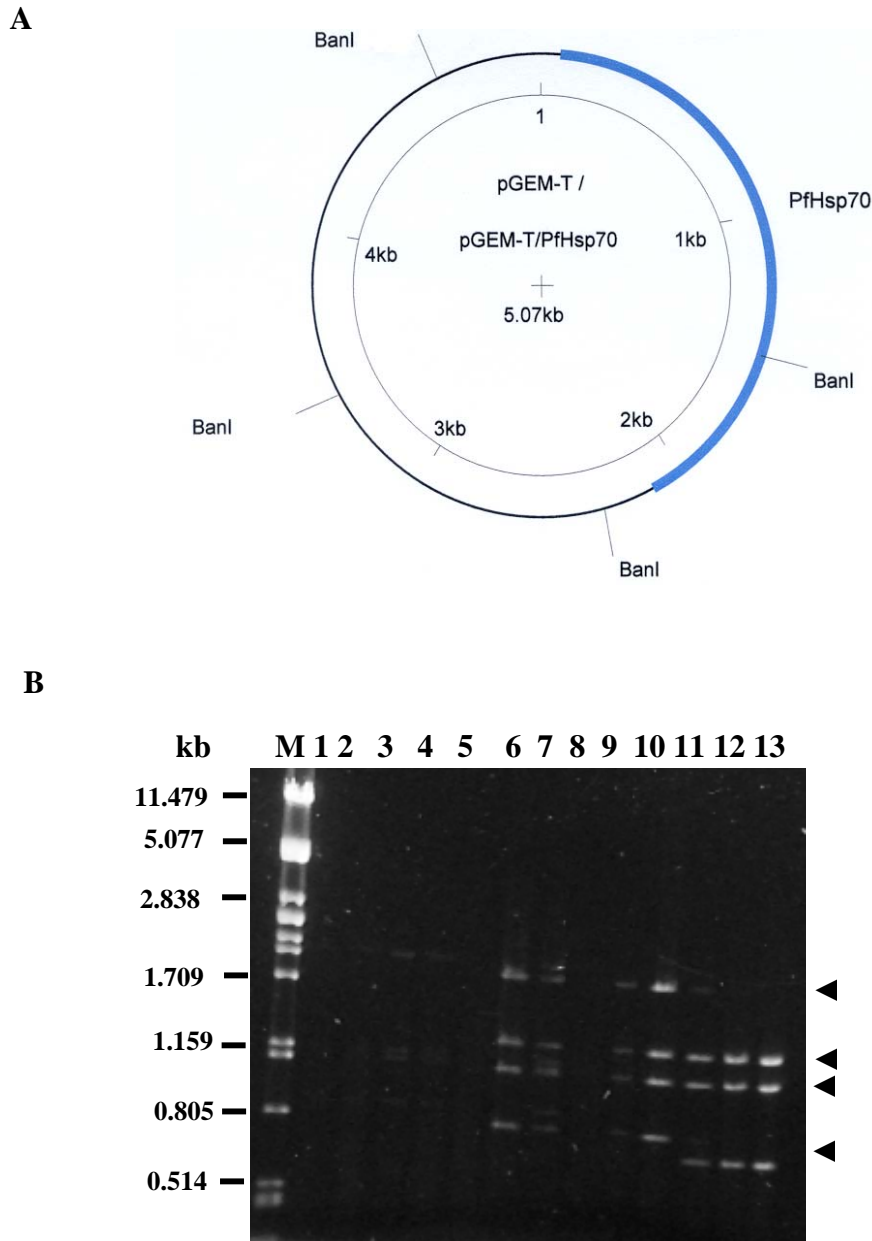 A
BanI
1
pGEM-T /
PfHsp70
pGEM-T/PfHsp70
1kb
4kb
5.07kb
BanI
BanI
3kb
2kb
BanI
B
kb M 1 2 3 4 5 6 7 8 9 10 11 12 13
11.479
5.077
2.838
1.709
1.159
0.805
0.514